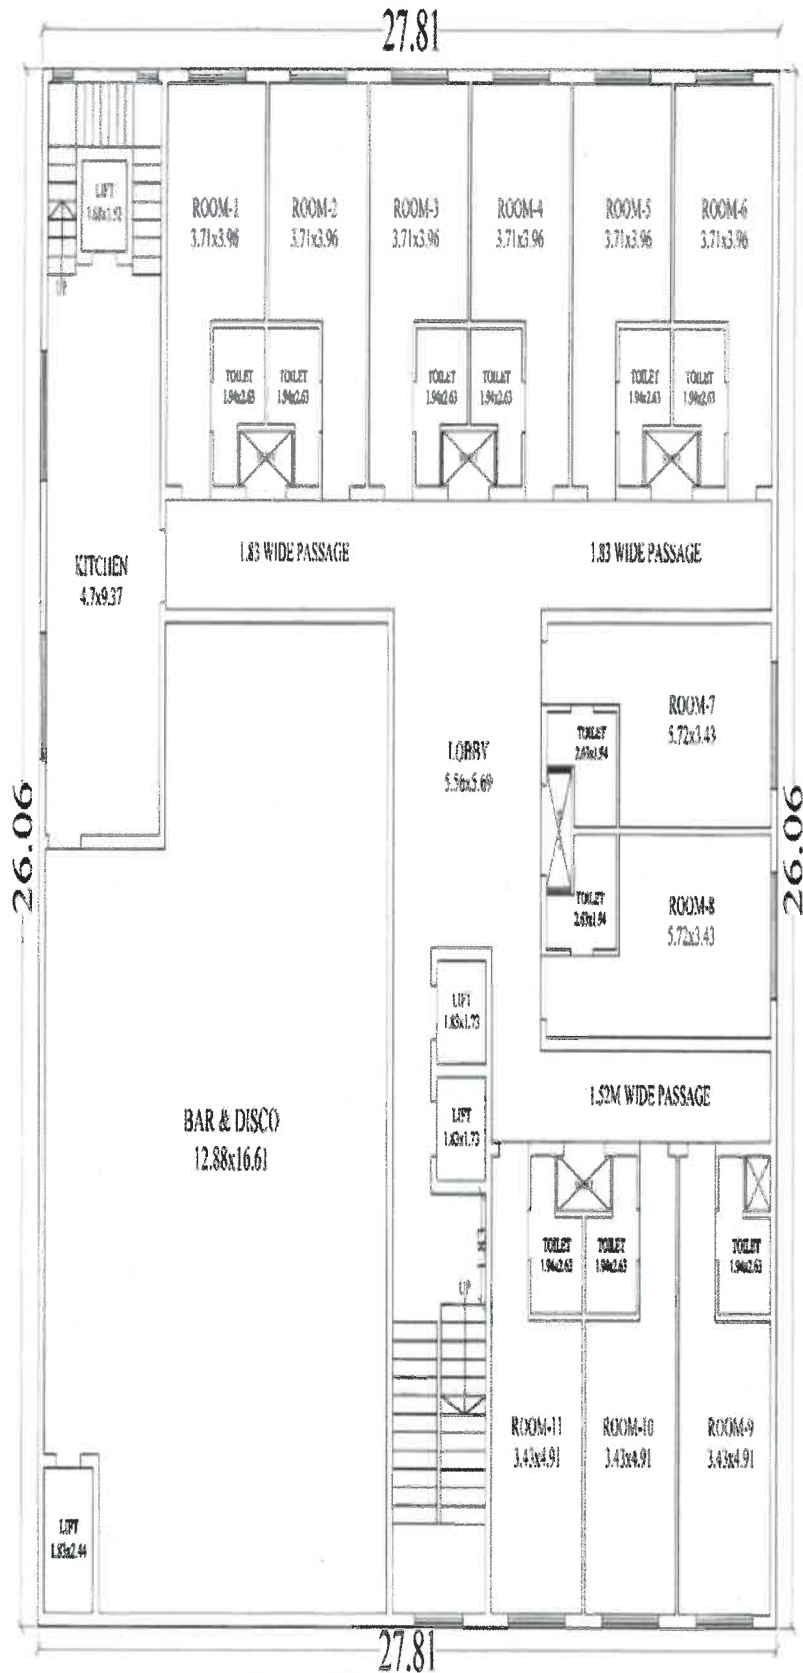 27.81
LIFT
1.68x1.52
UP
ROOM-1
3.71x3.96
ROOM-2
3.71x3.96
ROOM-3
3.71x3.96
ROOM-4
3.71x3.96
ROOM-5
3.71x3.96
ROOM-6
3.71x3.96
TOILET
1.94x2.63
TOILET
1.94x2.63
TOILET
1.94x2.63
TOILET
1.94x2.63
TOILET
1.94x2.63
TOILET
1.94x2.63
1.83 WIDE PASSAGE
1.83 WIDE PASSAGE
KITCHEN
4.7x9.37
ROOM-7
5.72x3.43
TOILET
2.63x1.94
LOBBY
5.56x5.69
26.06
26.06
TOILET
2.63x1.94
ROOM-8
5.72x3.43
LIFT
1.83x1.73
1.52M WIDE PASSAGE
LIFT
1.83x1.73
BAR & DISCO
12.88x16.61
TOILET
1.94x2.63
TOILET
1.94x2.63
TOILET
1.94x2.63
UP
ROOM-11
3.43x4.91
ROOM-10
3.43x4.91
ROOM-9
3.43x4.91
LIFT
1.83x2.44
27.81